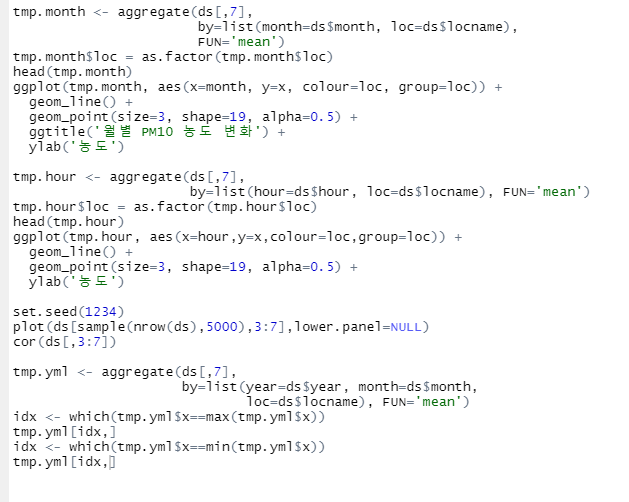 tmp.month <- aggregate(ds[,7],
by=list(month=ds$month, loc=ds$locname),
FUN='mean')
tmp.month$loc = as.factor(tmp.month$loc)
head(tmp.month)
ggplot(tmp.month, aes(x=month, y=x, colour=loc, group=loc)) +
geom_line() +
geom_point(size=3, shape=19, alpha=0.5) +
ggtitle('월별 PM10 농도 변화') +
ylab('농도')
tmp.hour <- aggregate(ds[,7],
by=list(hour=ds$hour, loc=ds$locname), FUN='mean')
tmp.hour$loc = as.factor(tmp.hour$loc)
head(tmp.hour)
ggplot(tmp.hour, aes(x=hour,y=x,colour=loc,group=loc)) +
geom_line() +
geom_point(size=3, shape=19, alpha=0.5) +
ylab('농도')
set.seed(1234)
plot(ds[sample(nrow(ds),5000),3:7],lower.panel=NULL)
cor(ds[,3:7])
tmp.yml <- aggregate(ds[,7],
by=list(year=ds$year, month=ds$month,
loc=ds$locname), FUN='mean')
idx <- which(tmp.yml$x==max(tmp.yml$x))
tmp.yml[idx,]
idx <- which(tmp.yml$x==min(tmp.yml$x))
tmp.yml[idx,]